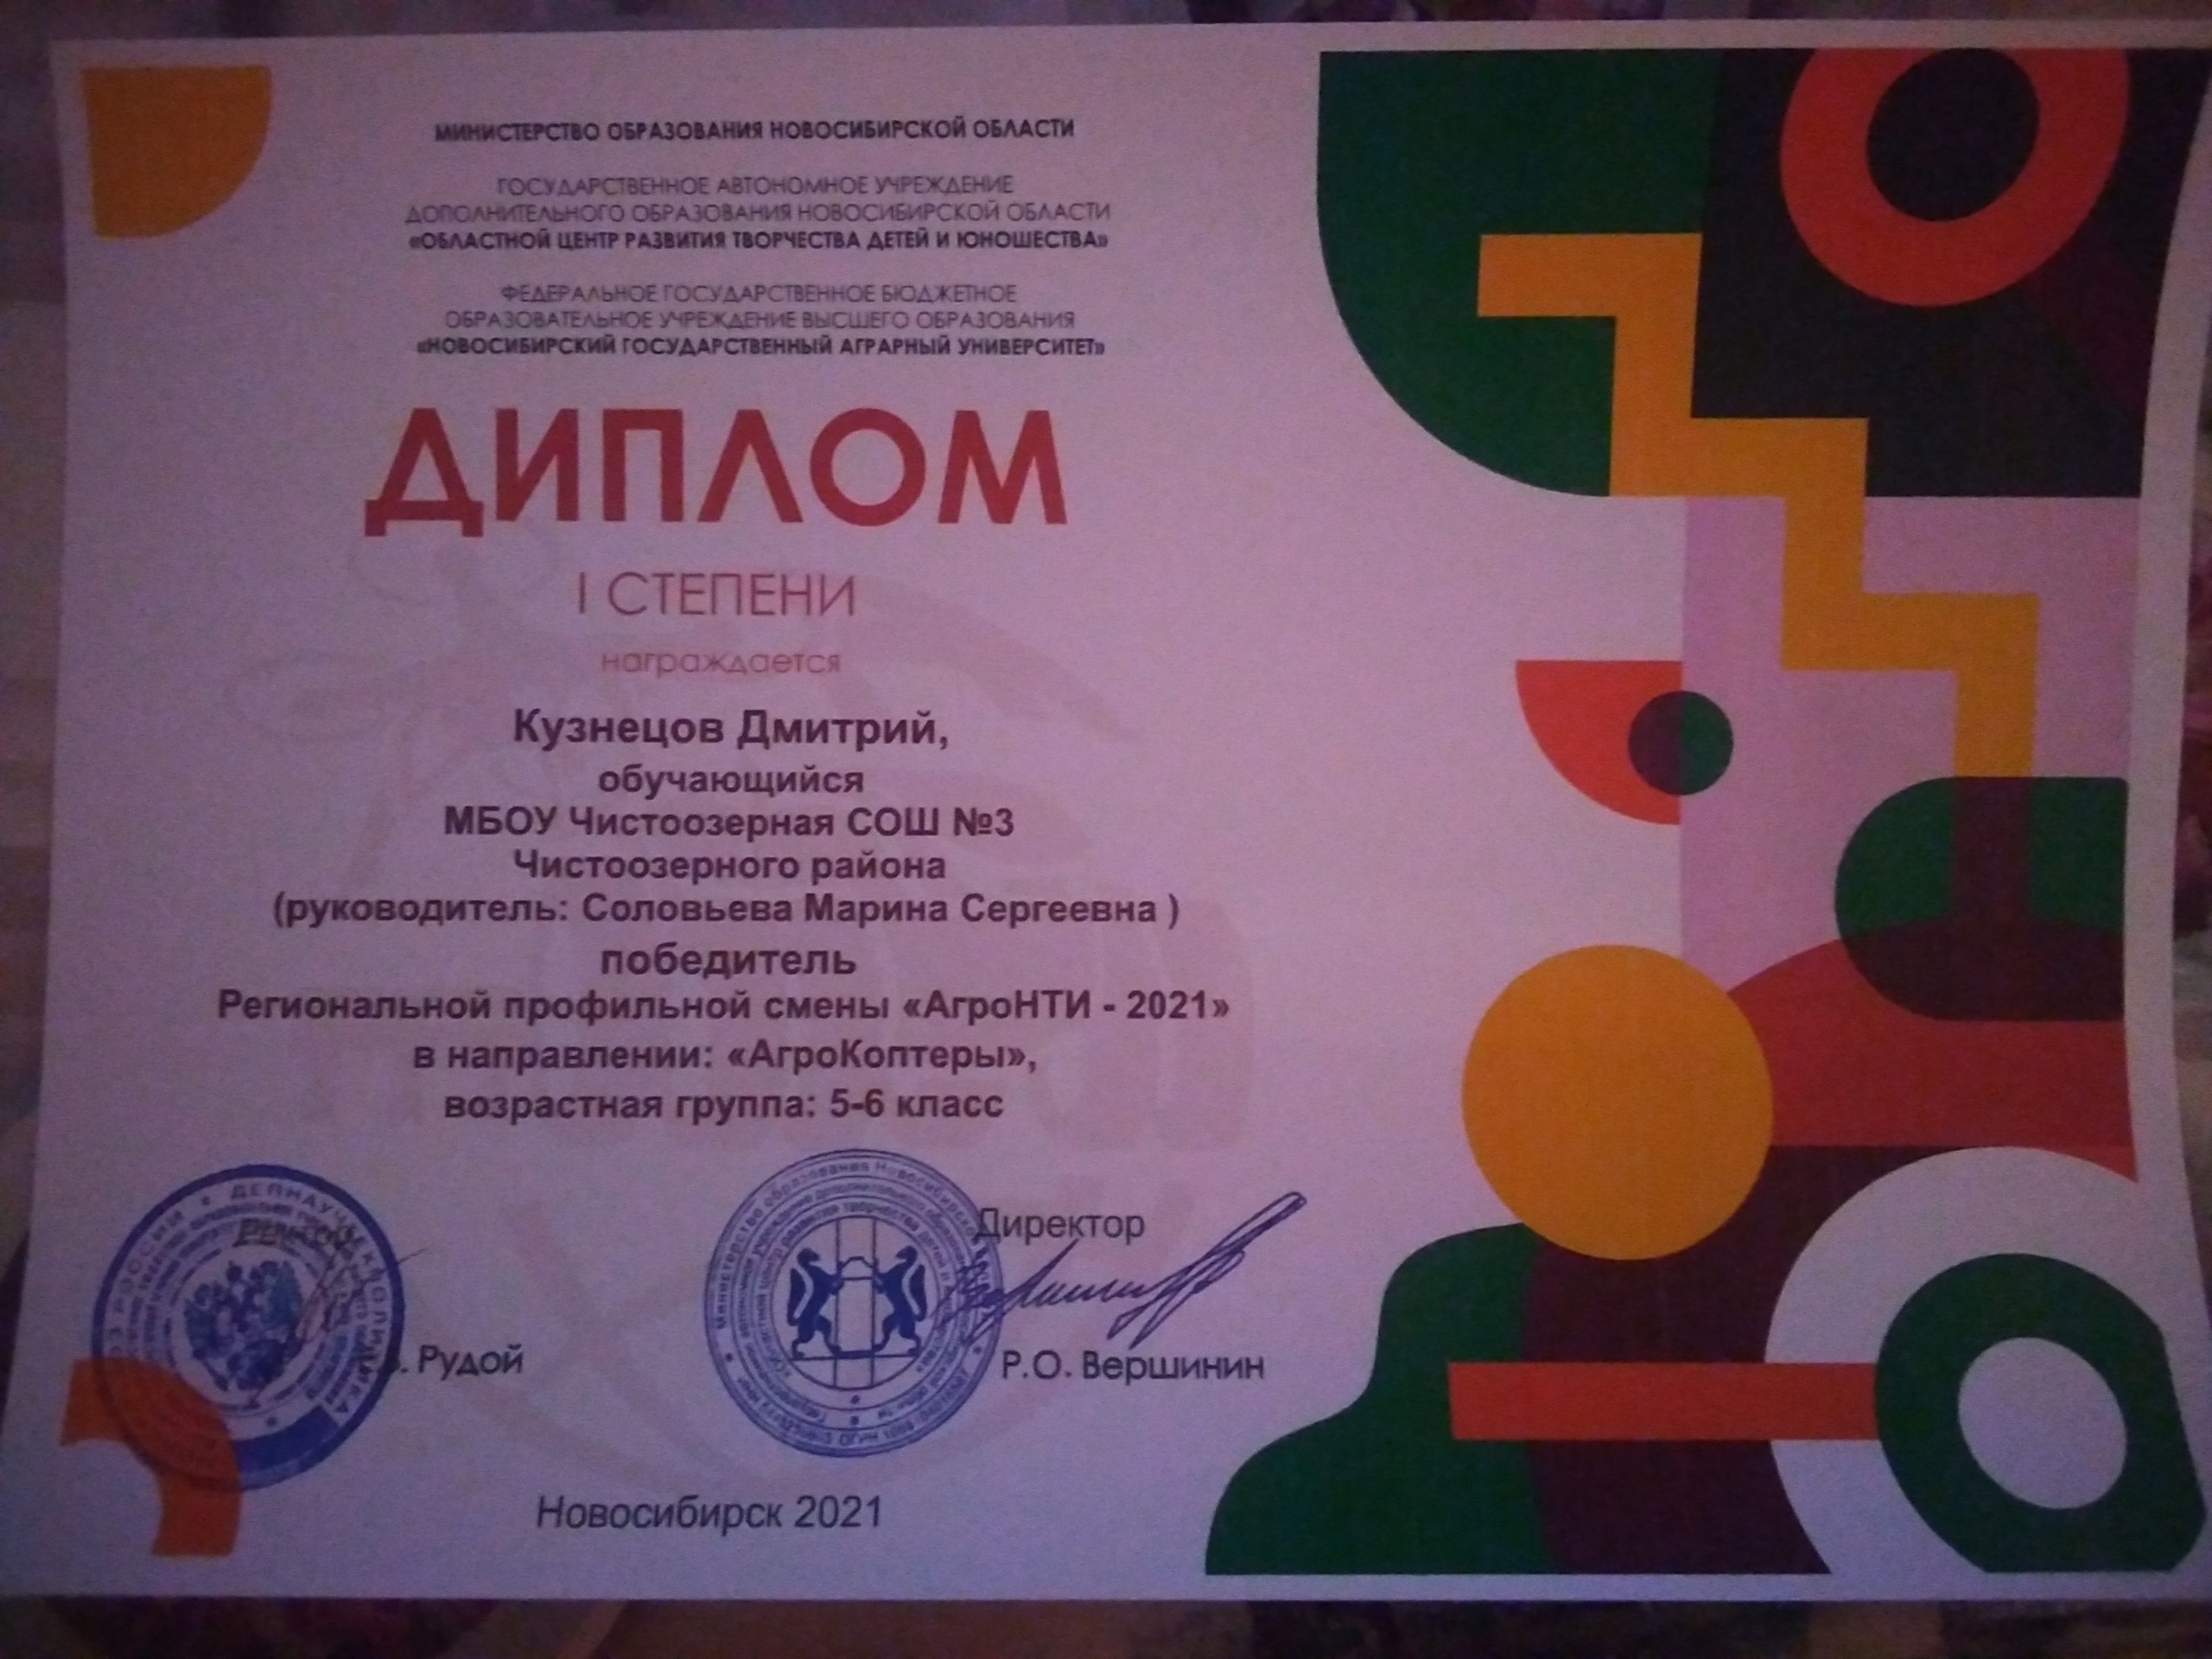 МИНИСТЕРСТВО ОБРАЗОВАНИЯ НОВОСИБИРСКОЙ ОБЛАСТИ
ГОСУДАРСТВЕННОЕ АВТОНОМНОЕ УЧРЕЖДЕНИЕ
ДОПОЛНИТЕЛЬНОГО ОБРАЗОВАНИЯ НОВОСИБИРСКОЙ ОБЛАСТИ
«ОБЛАСТНОЙ ЦЕНТР РАЗВИТИЯ ТВОРЧЕСТВА ДЕТЕЙ И ЮНОШЕСТВА»
ФЕДЕРАЛЬНОЕ ГОСУДАРСТВЕННОЕ БЮДЖЕТНОЕ
ОБРАЗОВАТЕЛЬНОЕ УЧРЕЖДЕНИЕ ВЫСШЕГО ОБРАЗОВАНИЯ
«НОВОСИБИРСКИЙ ГОСУДАРСТВЕННЫЙ АГРАРНЫЙ УНИВЕРСИТЕТ»
ДИПЛОМ
I СТЕПЕНИ
награждается
Кузнецов Дмитрий,
обучающийся
МБОУ Чистоозерная СОШ №3
Чистоозерного района
(руководитель: Соловьева Марина Сергеевна )
победитель
Региональной профильной смены «АгроНТИ - 2021»
в направлении: «АгроКоптеры»,
возрастная группа: 5-6 класс
Ректор
Рудой
Директор
Р.О. Вершинин
Новосибирск 2021